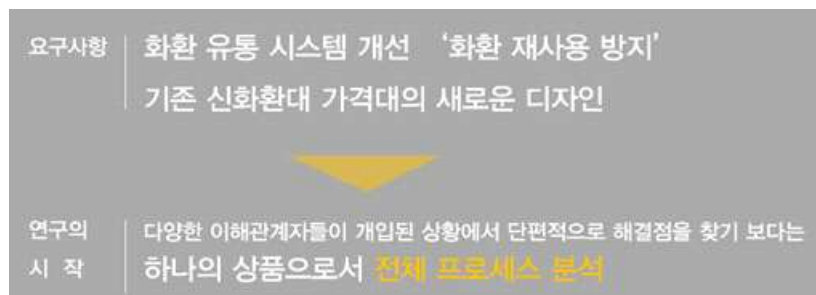 요구사항
화환 유통 시스템 개선 ‘화환 재사용 방지’
기존 신화환대 가격대의 새로운 디자인
연구의
시 작
다양한 이해관계자들이 개입된 상황에서 단편적으로 해결점을 찾기 보다는
하나의 상품으로서 전체 프로세스 분석